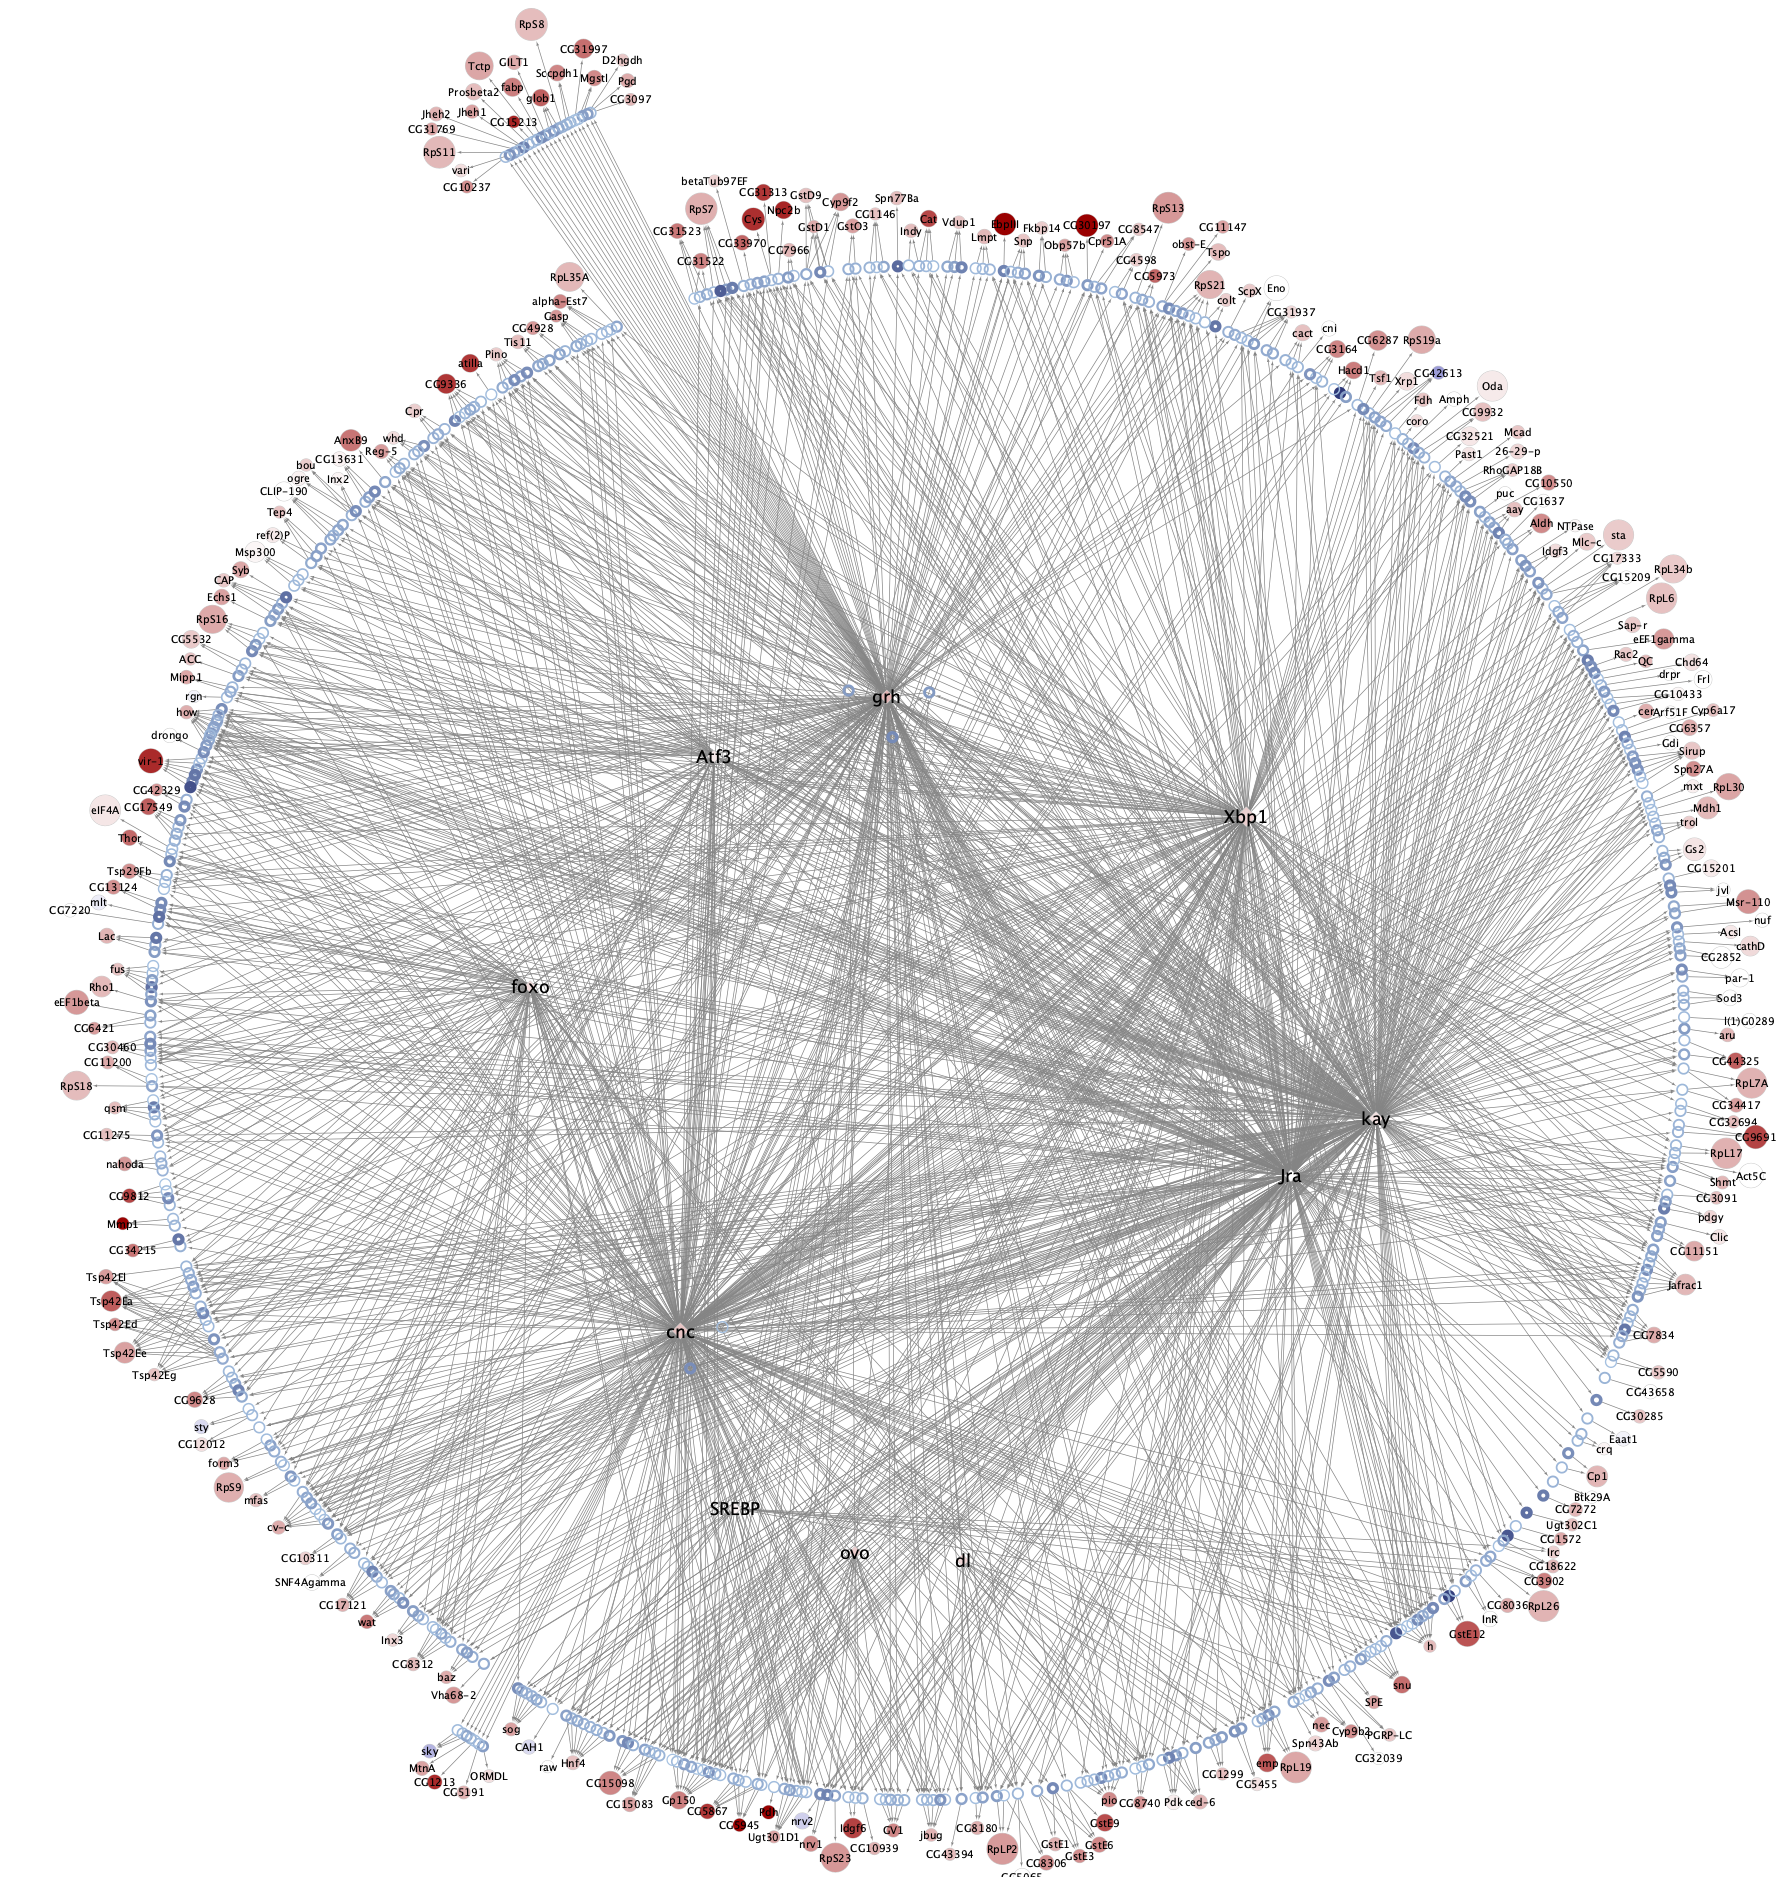 RpS8
CG31997
D2hgdh
GILT1
Tctp
Sccpdh1
Mgstl
Pgd
fabp
Prosbeta2
glob1
CG3097
Jheh2
Jheh1
CG15213
CG31769
RpS11
vari
CG10237
betaTub97EF
CG31313
GstD9
Cyp9f2
Spn77Ba
RpS7
Npc2b
CG1146
RpS13
Cys
Cat
Vdup1
CG31523
GstD1
GstO3
Indy
Fkbp14
CG30197
CG8547
CG11147
CG33970
Lmpt
Snp
Obp57b
Cpr51A
obst-E
CG7966
Tspo
CG31522
CG4598
CG5973
RpS21
RpL35A
colt
ScpX
Eno
alpha-Est7
CG31937
Gasp
CG4928
cact
cni
Tis11
CG3164
CG6287
RpS19a
Pino
atilla
Hacd1
Tsf1
Xrp1
CG42613
CG9336
Oda
Fdh
Amph
Cpr
coro
CG9932
AnxB9
whd
CG32521
Mcad
Reg-5
Past1
26-29-p
CG13631
bou
RhoGAP18B
ogre
Inx2
CG10550
CLIP-190
puc
CG1637
Tep4
aay
Aldh
NTPase
ref(2)P
Mlc-c
sta
Msp300
Idgf3
CG17333
Syb
RpL34b
CAP
CG15209
Echs1
RpL6
RpS16
Sap-r
CG5532
eEF1gamma
ACC
Rac2
QC
Chd64
Mipp1
drpr
Frl
rgn
CG10433
how
cer
Arf51F
Cyp6a17
drongo
CG6357
Gdi
Sirup
vir-1
Spn27A
CG42329
mxt
RpL30
eIF4A
CG17549
Mdh1
Thor
trol
Gs2
Tsp29Fb
CG15201
CG13124
jvl
mlt
Msr-110
CG7220
nuf
Lac
Acsl
cathD
CG2852
fus
par-1
Rho1
Sod3
eEF1beta
l(1)G0289
CG6421
aru
CG30460
CG44325
CG11200
RpS18
RpL7A
qsm
CG34417
CG32694
CG11275
CG9691
RpL17
nahoda
Act5C
Shmt
CG9812
CG3091
Mmp1
pdgy
Clic
CG34215
CG11151
Tsp42El
Jafrac1
Tsp42Ea
Tsp42Ed
CG7834
Tsp42Ee
Tsp42Eg
CG5590
CG9628
CG43658
sty
CG30285
CG12012
Eaat1
form3
crq
RpS9
Cp1
mfas
Btk29A
CG7272
cv-c
Ugt302C1
CG1572
CG10311
Irc
CG18622
SNF4Agamma
CG3902
CG17121
CG8036
RpL26
wat
InR
GstE12
Inx3
h
CG8312
baz
snu
Vha68-2
SPE
sog
nec
Cyp9b2
PGRP-LC
sky
CAH1
Spn43Ab
CG32039
MtnA
raw
Hnf4
emp
RpL19
CG1213
ORMDL
CG1299
CG5191
CG15098
CG5455
CG15083
Gp150
pio
CG8740
Pdk
ced-6
CG5867
nrv2
GstE9
Idgf6
GV1
Ugt301D1
jbug
CG8180
nrv1
GstE1
GstE6
RpS23
CG10939
CG43394
RpLP2
GstE3
CG8306
grh
Atf3
Xbp1
foxo
kay
Jra
cnc
SREBP
ovo
dl